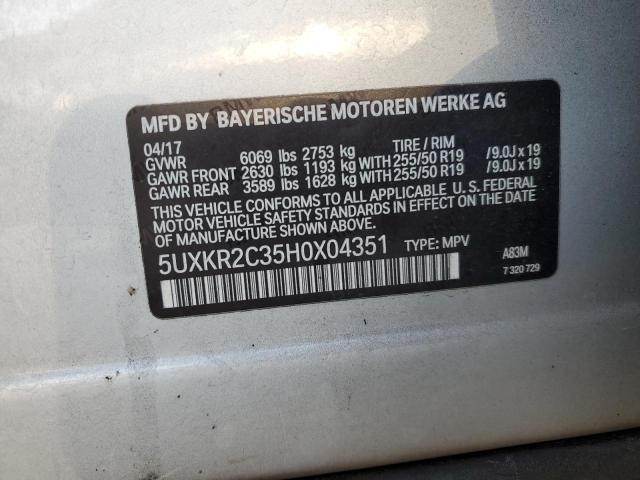 MFD BY BAYERISCHE MOTOREN WERKE AG
04/17 TIRE / RIM
GVWR 6069 lbs 2753 kg
GAWR FRONT 2630 lbs 1193 kg WITH 255/50 R19 /9.0J x 19
GAWR REAR 3589 lbs 1628 kg WITH 255/50 R19 /9.0J x 19
THIS VEHICLE CONFORMS TO ALL APPLICABLE U.S. FEDERAL
MOTOR VEHICLE SAFETY STANDARDS IN EFFECT ON THE DATE
OF MANUFACTURE SHOWN ABOVE.
5UXKR2C35H0X04351 TYPE: MPV A83M
7 320 729